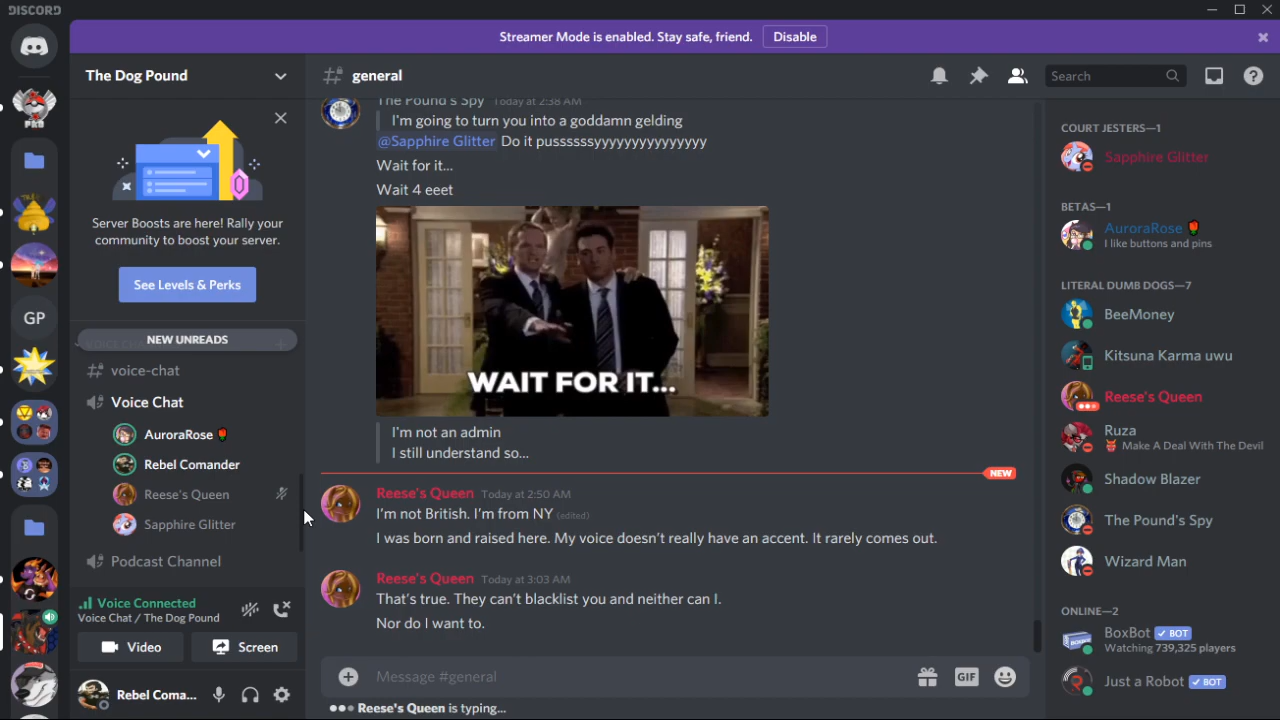 DISCORD
Streamer Mode is enabled. Stay safe, friend.
Disable
The Dog Pound
Server Boosts are here! Rally your
community to boost your server.
See Levels & Perks
NEW UNREADS
voice-chat
Voice Chat
AuroraRose
Rebel Comander
Reese's Queen
Sapphire Glitter
Podcast Channel
Voice Connected
Voice Chat / The Dog Pound
Video
Screen
Rebel Coma...
GP
general
Search
The Pound's Spy Today at 2:38 AM
I'm going to turn you into a goddamn gelding
@Sapphire Glitter Do it pussssssyyyyyyyyyyyyyyy
Wait for it...
Wait 4 eeet
WAIT FOR IT...
I'm not an admin
I still understand so...
NEW
Reese's Queen Today at 2:50 AM
I'm not British. I'm from NY (edited)
I was born and raised here. My voice doesn't really have an accent. It rarely comes out.
Reese's Queen Today at 3:03 AM
That's true. They can't blacklist you and neither can I.
Nor do I want to.
Message #general
GIF
Reese's Queen is typing...
COURT JESTERS—1
Sapphire Glitter
BETAS—1
AuroraRose
I like buttons and pins
LITERAL DUMB DOGS—7
BeeMoney
Kitsuna Karma uwu
Reese's Queen
Ruza
Make A Deal With The Devil
Shadow Blazer
The Pound's Spy
Wizard Man
ONLINE—2
BoxBot BOT
Watching 739,325 players
Just a Robot BOT